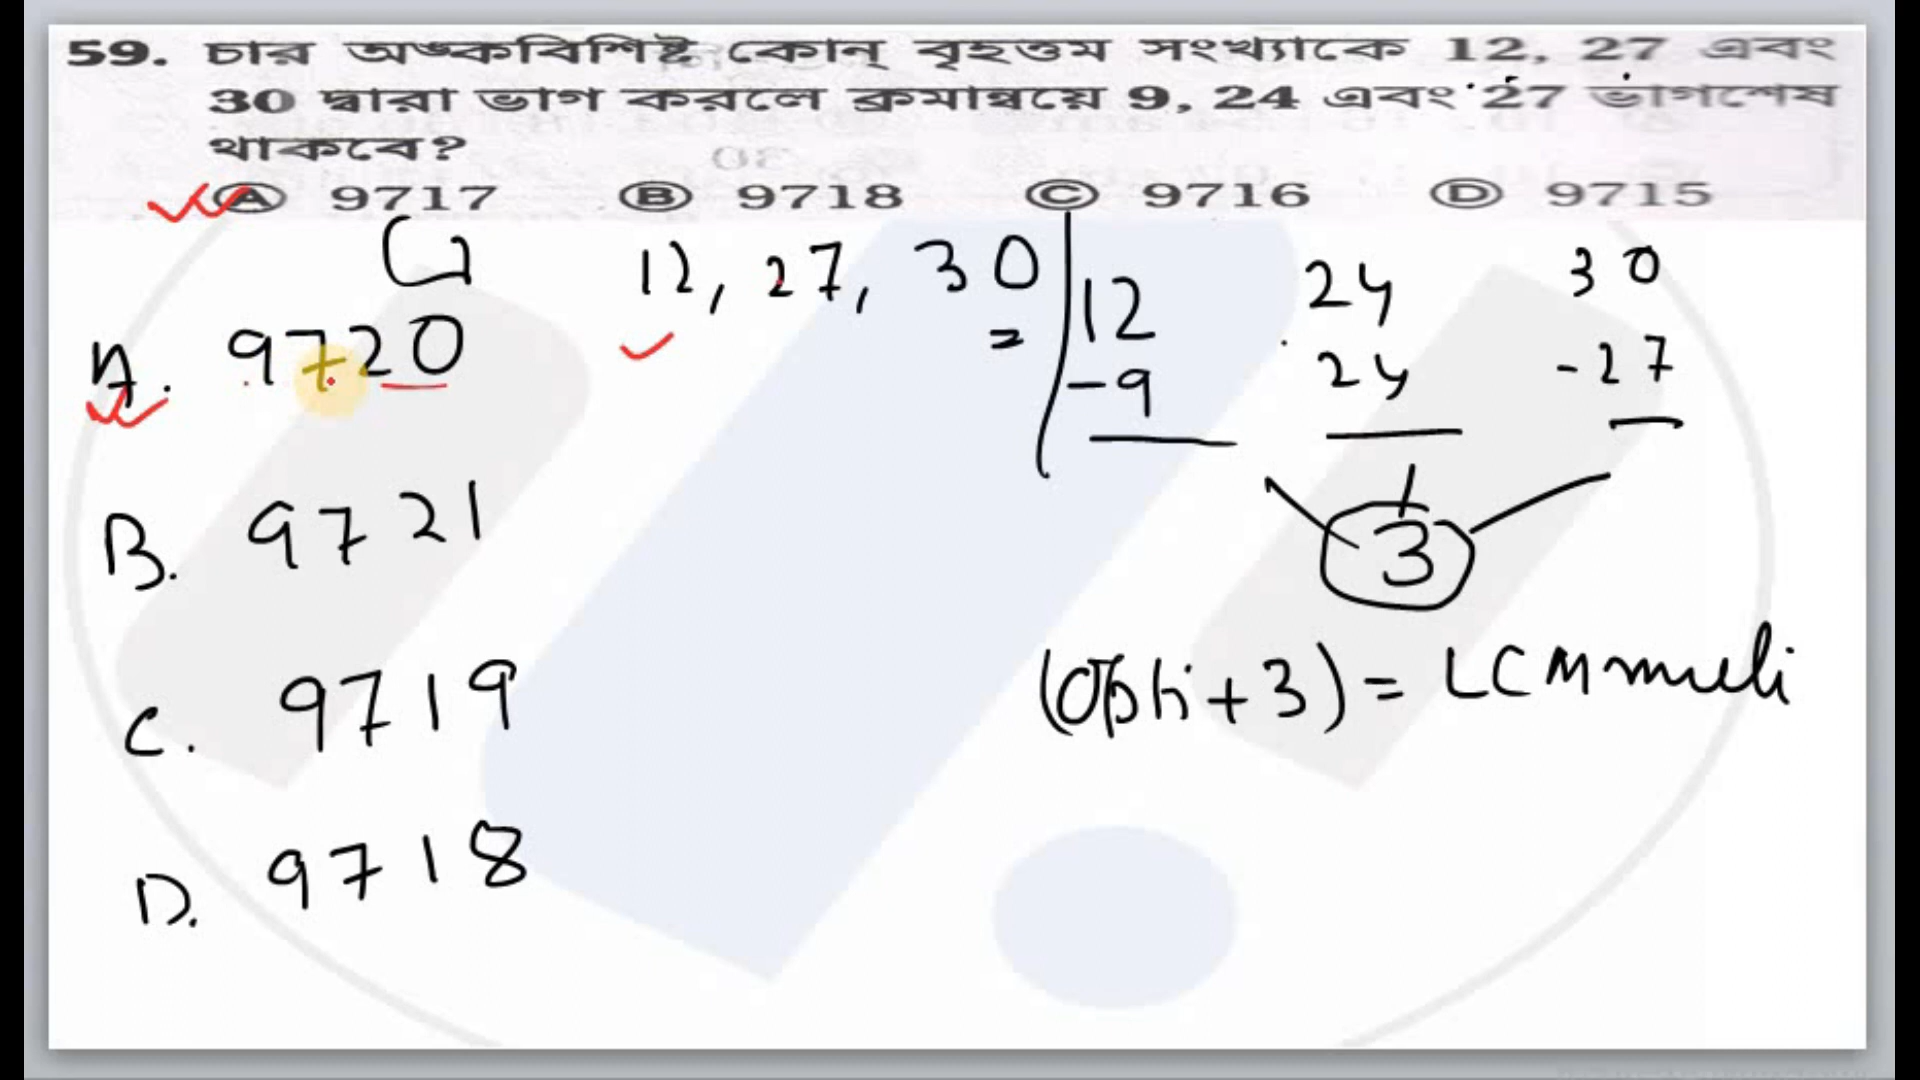 59. চার অঙ্কবিশিষ্ট কোন্ বৃহত্তম সংখ্যাকে 12, 27 এবং
30 দ্বারা ভাগ করলে ক্রমান্বয়ে 9, 24 এবং 27 ভাগশেষ
থাকবে?
A 9717 B 9718 C 9716 D 9715
12, 27, 30
A. 9720
B. 9721
C. 9719
D. 9718
=
12
-9
24
24
30
-27
3
+3) = LCM